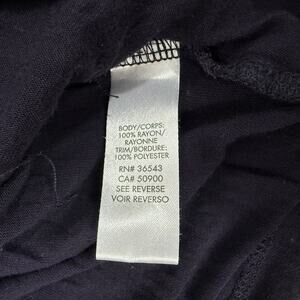 BODY/CORPS:
100% RAYON/
RAYONNE
TRIM/BORDURE:
100% POLYESTER
RN# 36543
CA# 50900
SEE REVERSE
VOIR REVERSO